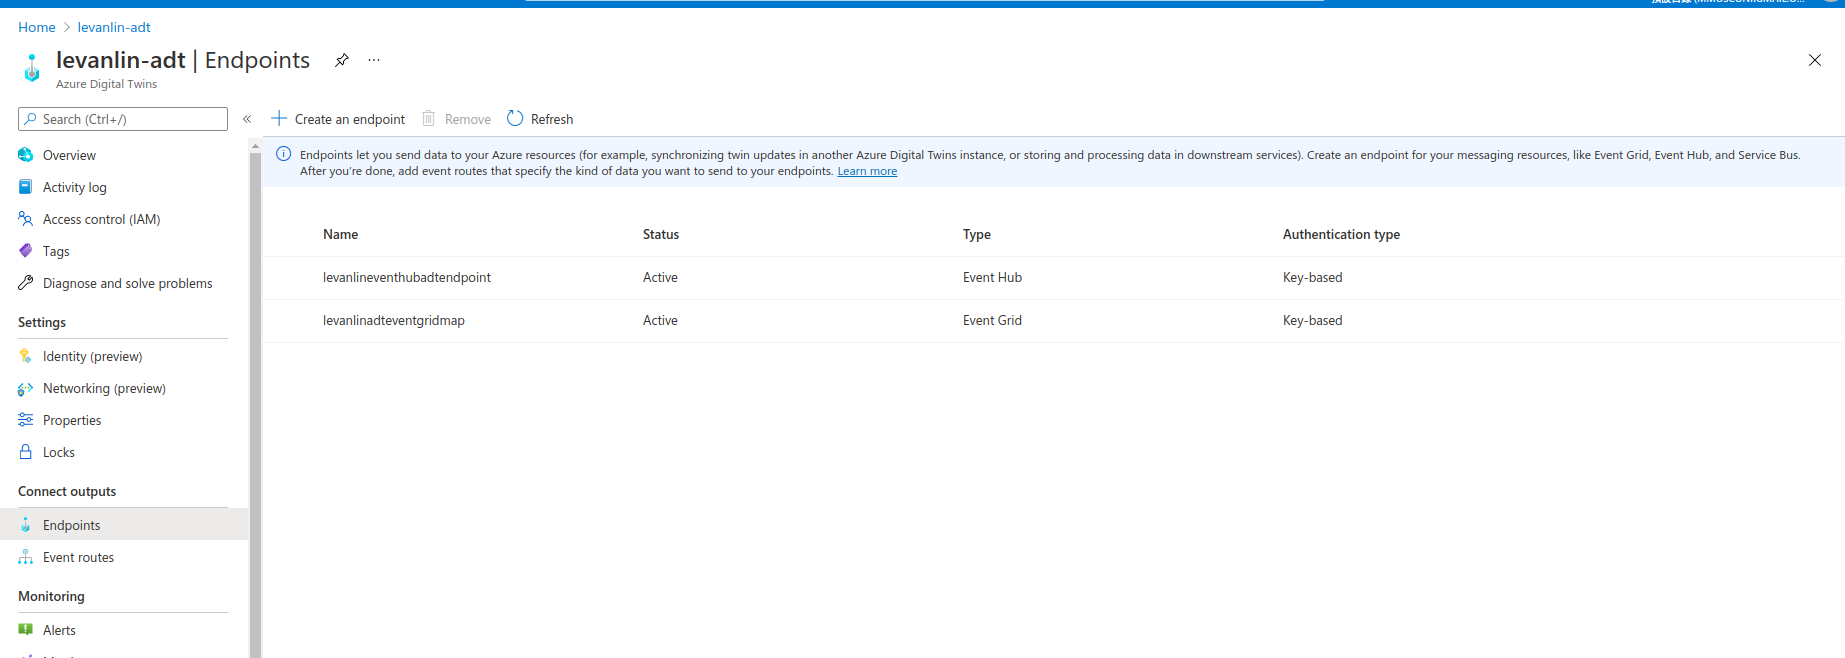 Home > levanlin-adt
levanlin-adt | Endpoints
Azure Digital Twins
Search (Ctrl+/)
Create an endpoint Remove Refresh
Endpoints let you send data to your Azure resources (for example, synchronizing twin updates in another Azure Digital Twins instance, or storing and processing data in downstream services). Create an endpoint for your messaging resources, like Event Grid, Event Hub, and Service Bus.
After you're done, add event routes that specify the kind of data you want to send to your endpoints. Learn more
Overview
Activity log
Access control (IAM)
Tags
Diagnose and solve problems
Settings
Identity (preview)
Networking (preview)
Properties
Locks
Connect outputs
Endpoints
Event routes
Monitoring
Alerts
Name Status Type Authentication type
levanlineventhubadtendpoint Active Event Hub Key-based
levanlinadteventgridmap Active Event Grid Key-based